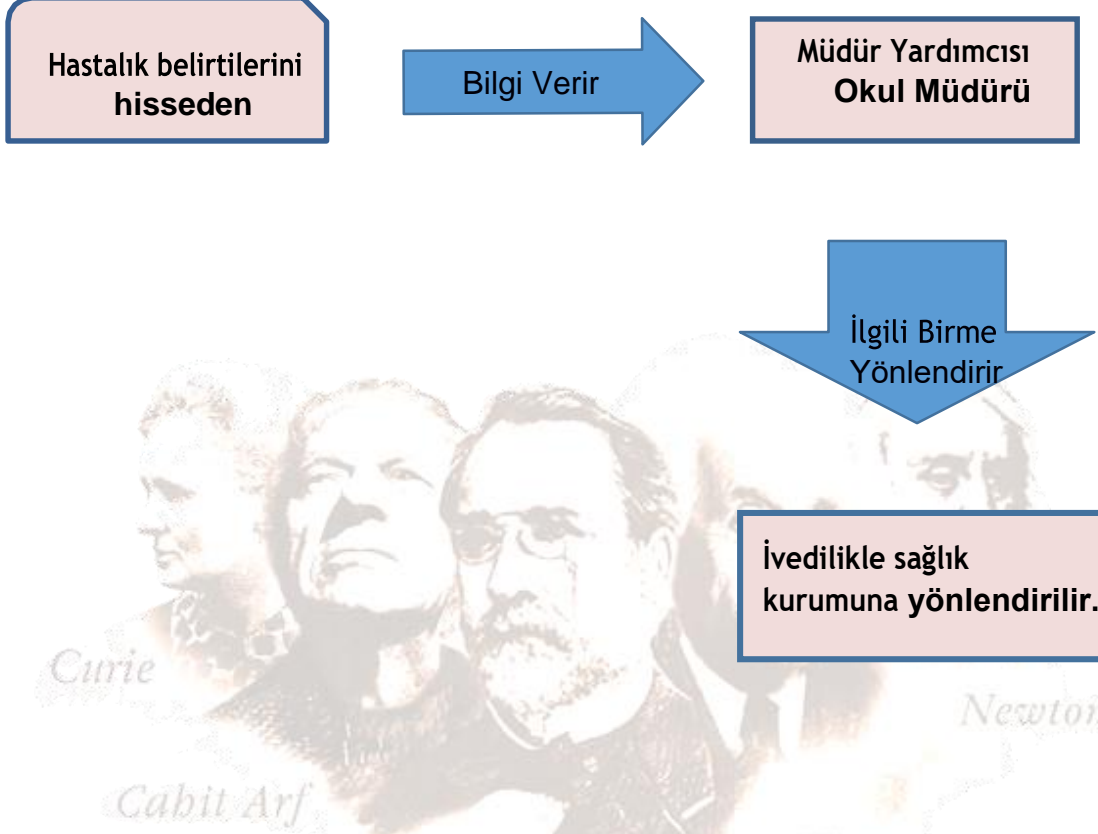 Hastalık belirtilerini
hisseden
Bilgi Verir
Müdür Yardımcısı
Okul Müdürü
İlgili Birme
Yönlendirir
İvedilikle sağlık
kurumuna yönlendirilir.
Curie
Newton
Cabit Arf